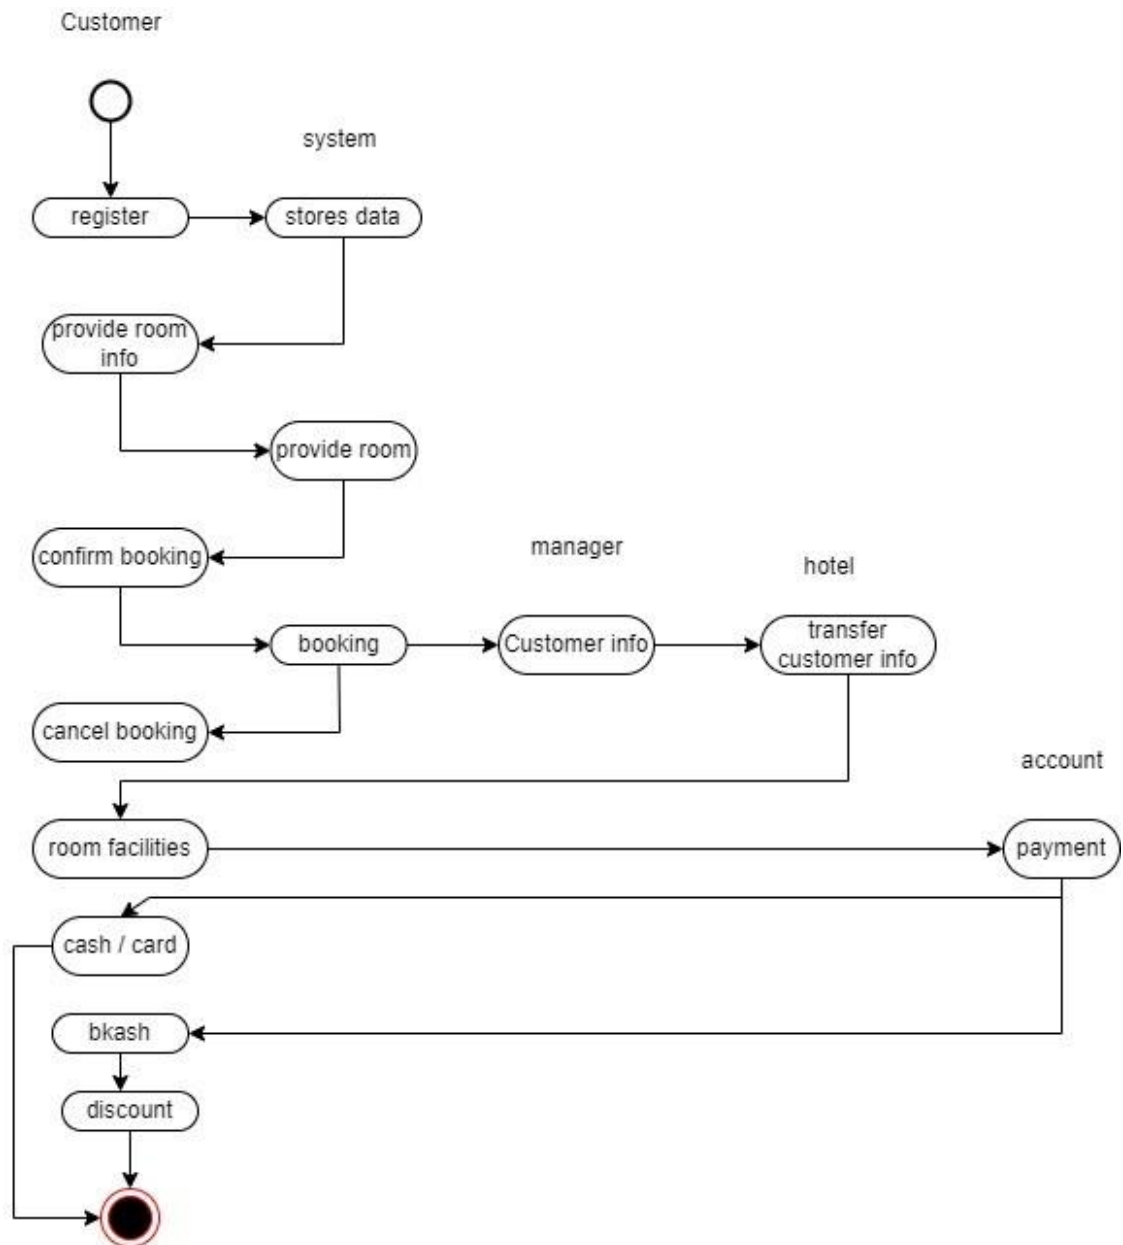 Customer
system
register
stores data
provide room
info
provide room
confirm booking
manager
hotel
booking
Customer info
transfer
customer info
cancel booking
account
room facilities
payment
cash / card
bkash
discount